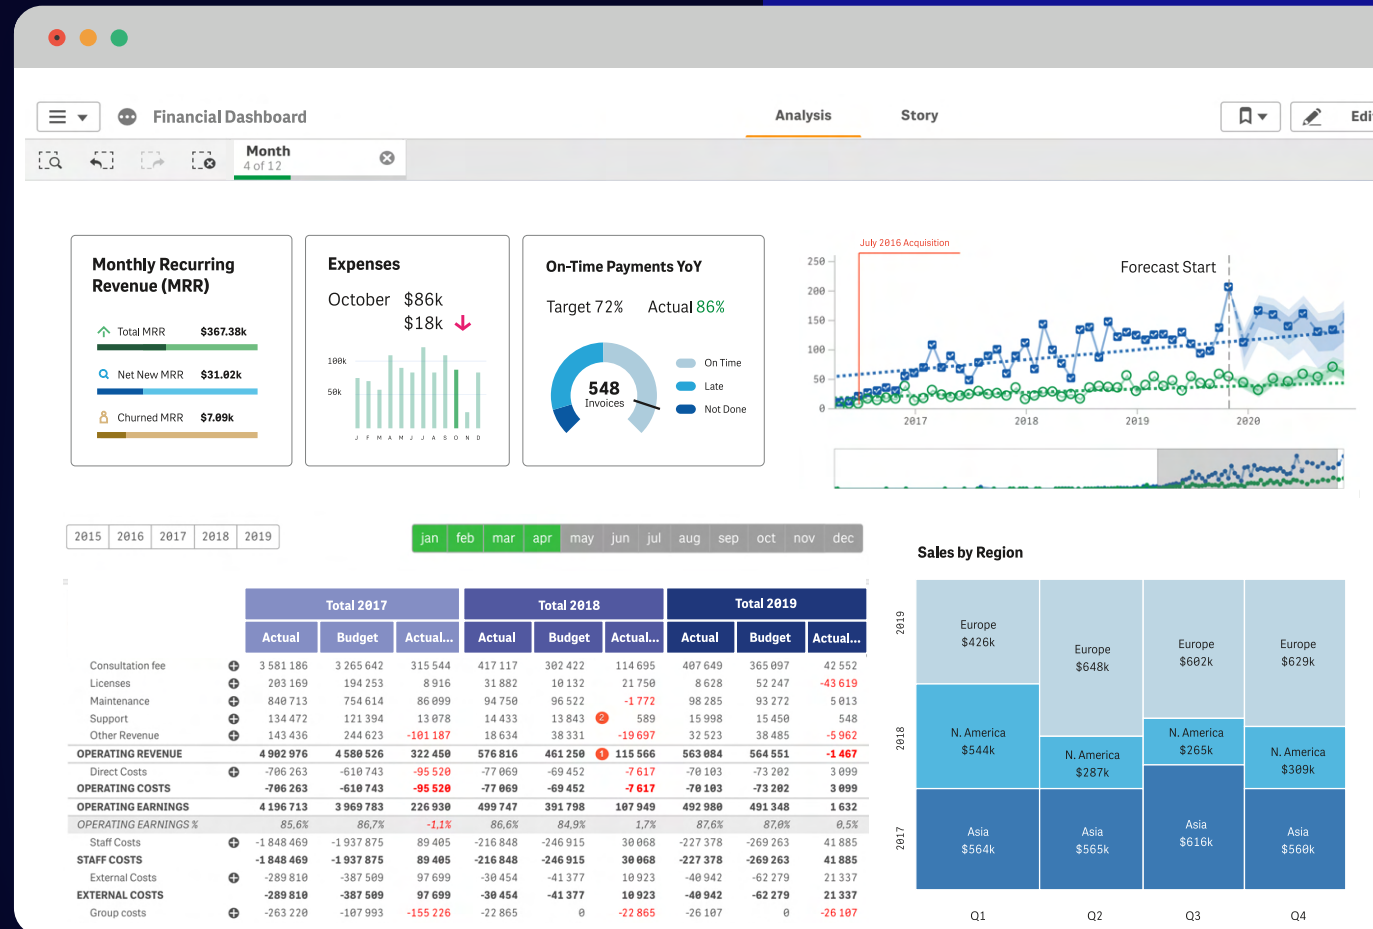 Financial Dashboard
Analysis
Story
Month
4 of 12
Monthly Recurring
Revenue (MRR)
Total MRR $367.38k
Net New MRR $31.02k
Churned MRR $7.09k
Expenses
October $86k
$18k
100k
50k
J F M A M J J A S O N D
On-Time Payments YoY
Target 72% Actual 86%
548
Invoices
On Time
Late
Not Done
July 2016 Acquisition
Forecast Start
250
200
150
100
50
0
2017 2018 2019 2020
2015 2016 2017 2018 2019
jan feb mar apr may jun jul aug sep oct nov dec
Total 2017 Total 2018 Total 2019
Actual Budget Actual... Actual Budget Actual... Actual Budget Actual...
Consultation fee 3 581 186 3 265 642 315 544 417 117 302 422 114 695 407 649 365 097 42 552
Licenses 203 169 194 253 8 916 31 882 10 132 21 750 8 628 52 247 -43 619
Maintenance 840 713 754 614 86 099 94 750 96 522 -1 772 98 285 93 272 5 013
Support 134 472 121 394 13 078 14 433 13 843 2 589 15 998 15 450 548
Other Revenue 143 436 244 623 -101 187 18 634 38 331 -19 697 32 523 38 485 -5 962
OPERATING REVENUE 4 902 976 4 580 526 322 450 576 816 461 250 1 115 566 563 084 564 551 -1 467
Direct Costs -706 263 -610 743 -95 520 -77 069 -69 452 -7 617 -70 103 -73 202 3 099
OPERATING COSTS -706 263 -610 743 -95 520 -77 069 -69 452 -7 617 -70 103 -73 202 3 099
OPERATING EARNINGS 4 196 713 3 969 783 226 930 499 747 391 798 107 949 492 980 491 348 1 632
OPERATING EARNINGS % 85,6% 86,7% -1,1% 86,6% 84,9% 1,7% 87,6% 87,0% 0,5%
Staff Costs -1 848 469 -1 937 875 89 405 -216 848 -246 915 30 068 -227 378 -269 263 41 885
STAFF COSTS -1 848 469 -1 937 875 89 405 -216 848 -246 915 30 068 -227 378 -269 263 41 885
External Costs -289 810 -387 509 97 699 -30 454 -41 377 10 923 -40 942 -62 279 21 337
EXTERNAL COSTS -289 810 -387 509 97 699 -30 454 -41 377 10 923 -40 942 -62 279 21 337
Group costs -263 220 -107 993 -155 226 -22 865 0 -22 865 -26 107 0 -26 107
Sales by Region
2019
2018
2017
Europe
$426k
N. America
$544k
Asia
$564k
Europe
$648k
N. America
$287k
Asia
$565k
Europe
$602k
N. America
$265k
Asia
$616k
Europe
$629k
N. America
$309k
Asia
$560k
Q1 Q2 Q3 Q4